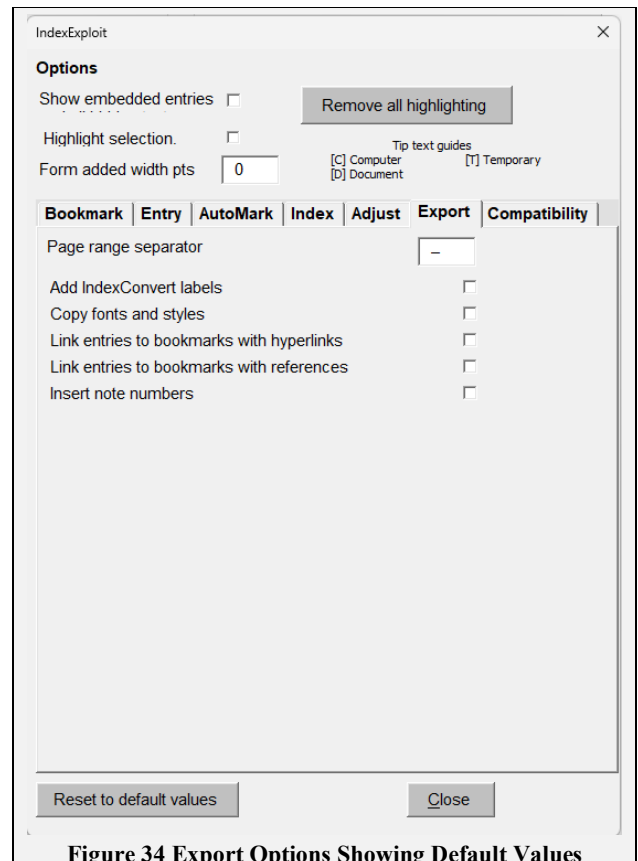 IndexExploit
Options
Show embedded entries
Remove all highlighting
Highlight selection.
Tip text guides
[C] Computer [T] Temporary
[D] Document
Form added width pts 0
Bookmark Entry AutoMark Index Adjust Export Compatibility
Page range separator –
Add IndexConvert labels
Copy fonts and styles
Link entries to bookmarks with hyperlinks
Link entries to bookmarks with references
Insert note numbers
Reset to default values Close
Figure 34 Export Options Showing Default Values